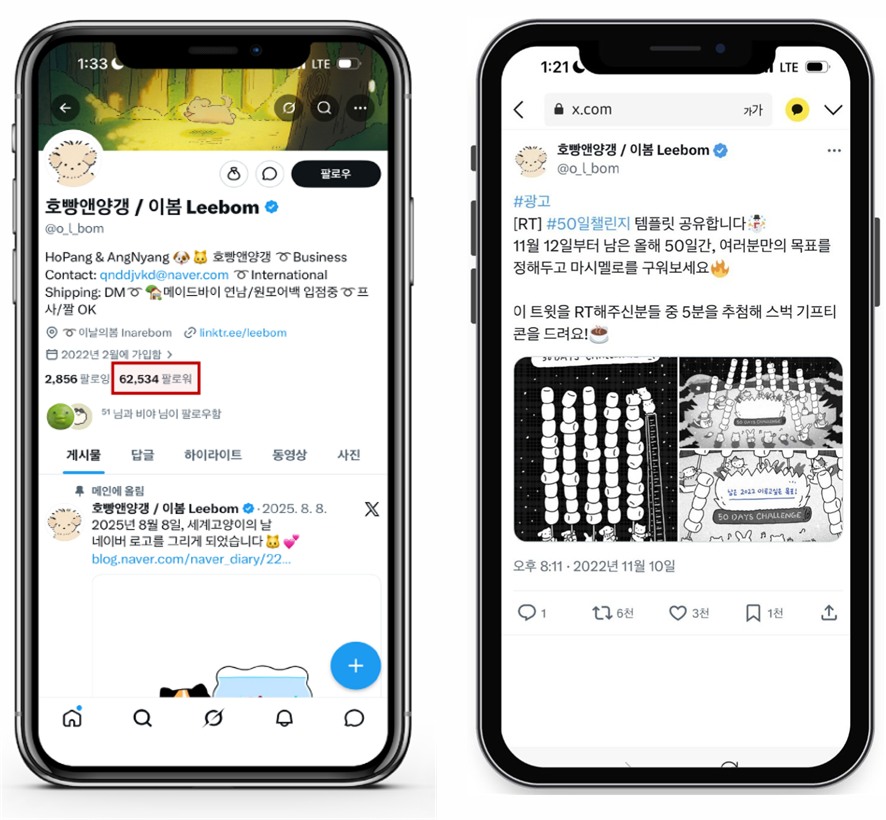 1:33
LTE
팔로우
호빵앤양갱 / 이봄 Leebom
@o_l_bom
HoPang & AngNyang 🐶🐱 호빵앤양갱 ➰Business
Contact: qnddjvkd@naver.com ➰International
Shipping: DM➰🏡메이드바이 연남/원모어백 입점중➰프
사/짤 OK
➰이날의봄 Inarebom linktr.ee/leebom
2022년 2월에 가입함 >
2,856 팔로잉 62,534 팔로워
51 님과 비야 님이 팔로우함
게시물 답글 하이라이트 동영상 사진
메인에 올림
호빵앤양갱 / 이봄 Leebom · 2025. 8. 8.
2025년 8월 8일, 세계고양이의 날
네이버 로고를 그리게 되었습니다🐱💕
blog.naver.com/naver_diary/22...
1:21
LTE
x.com
가가
호빵앤양갱 / 이봄 Leebom
@o_l_bom
#광고
[RT] #50일챌린지 템플릿 공유합니다⛄
11월 12일부터 남은 올해 50일간, 여러분만의 목표를
정해두고 마시멜로를 구워보세요🔥
이 트윗을 RT해주신분들 중 5분을 추첨해 스벅 기프티
콘을 드려요!☕
50 DAYS CHALLENGE
50 DAYS CHALLENGE
오후 8:11 · 2022년 11월 10일
1 6천 3천 1천